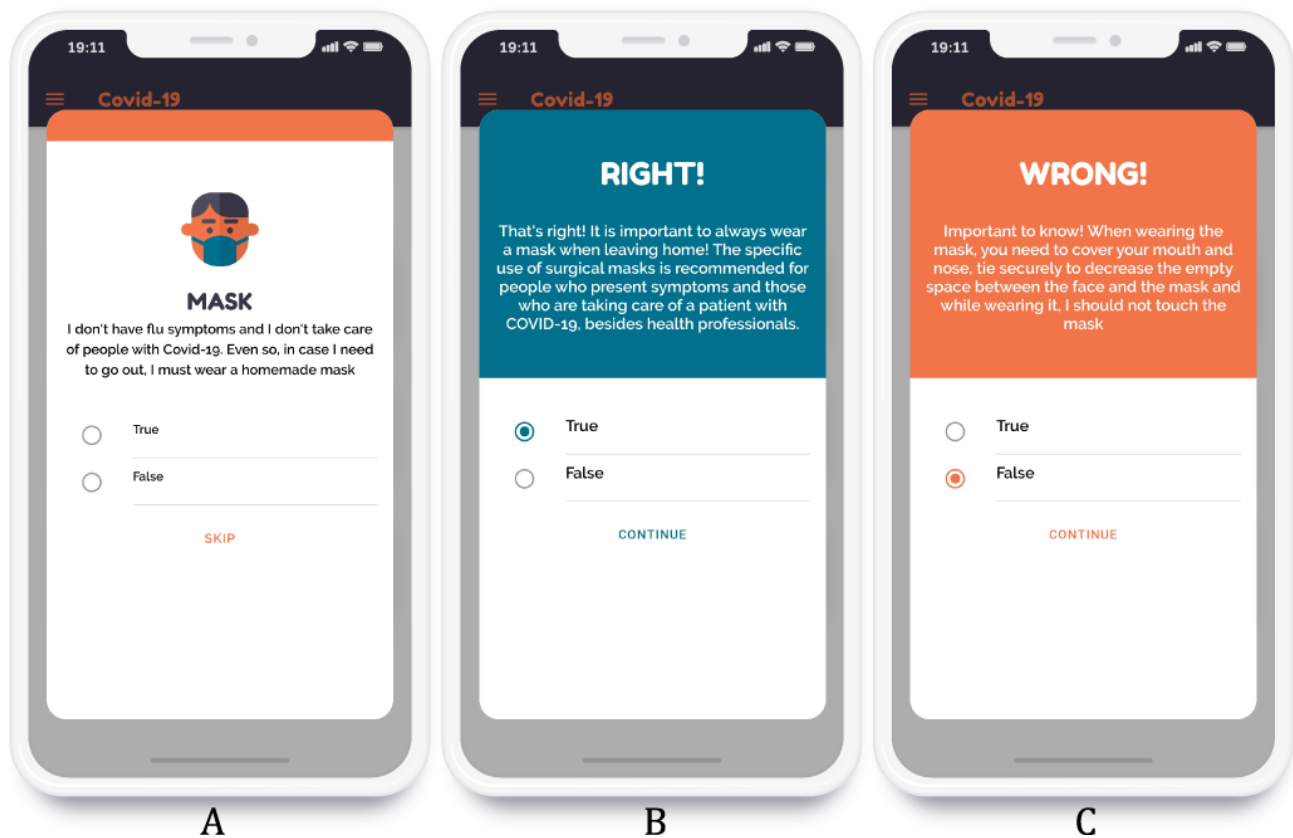 19:11
Covid-19
MASK
I don't have flu symptoms and I don't take care
of people with Covid-19. Even so, in case I need
to go out, I must wear a homemade mask
True
False
SKIP
A
19:11
Covid-19
RIGHT!
That's right! It is important to always wear
a mask when leaving home! The specific
use of surgical masks is recommended for
people who present symptoms and those
who are taking care of a patient with
COVID-19, besides health professionals.
True
False
CONTINUE
B
19:11
Covid-19
WRONG!
Important to know! When wearing the
mask, you need to cover your mouth and
nose, tie securely to decrease the empty
space between the face and the mask and
while wearing it, I should not touch the
mask
True
False
CONTINUE
C